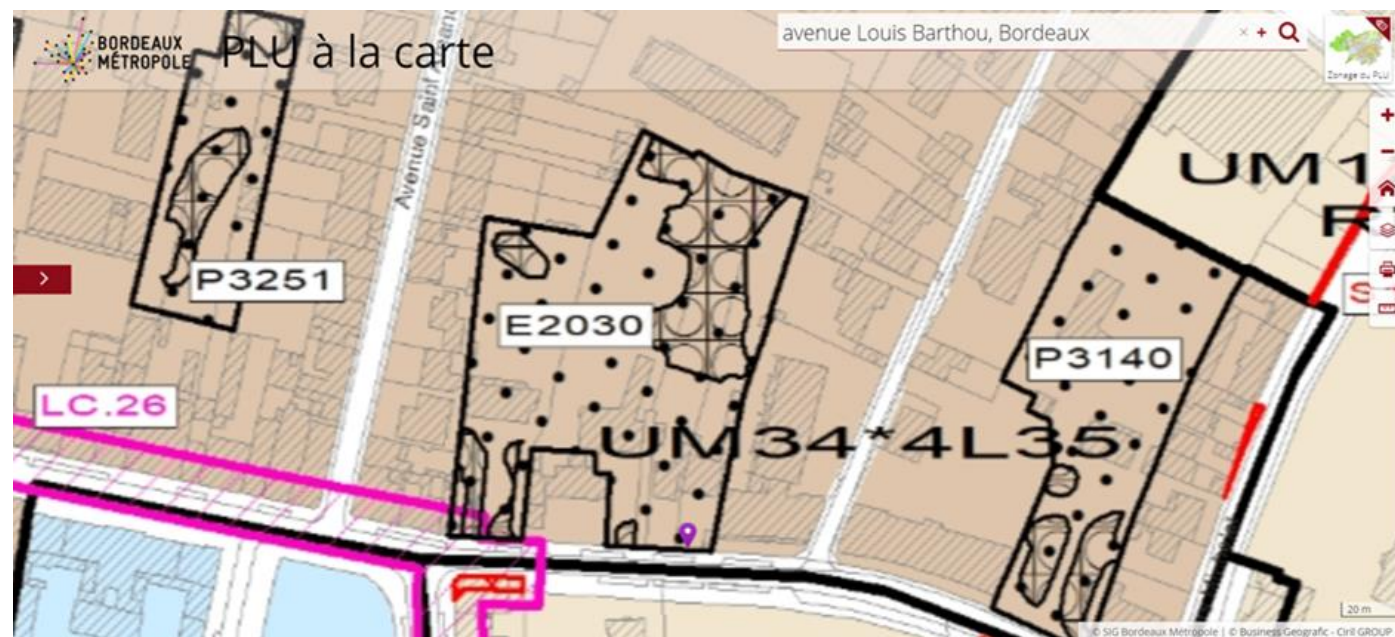 BORDEAUX
MÉTROPOLE
PLU à la carte
avenue Louis Barthou, Bordeaux
Zonage du PLU
UM1
R
Avenue Saint Amand
P3251
E2030
P3140
S
LC.26
UM34*4L35
20 m
© SIG Bordeaux Métropole | © Business Geografic - Ciril GROUP